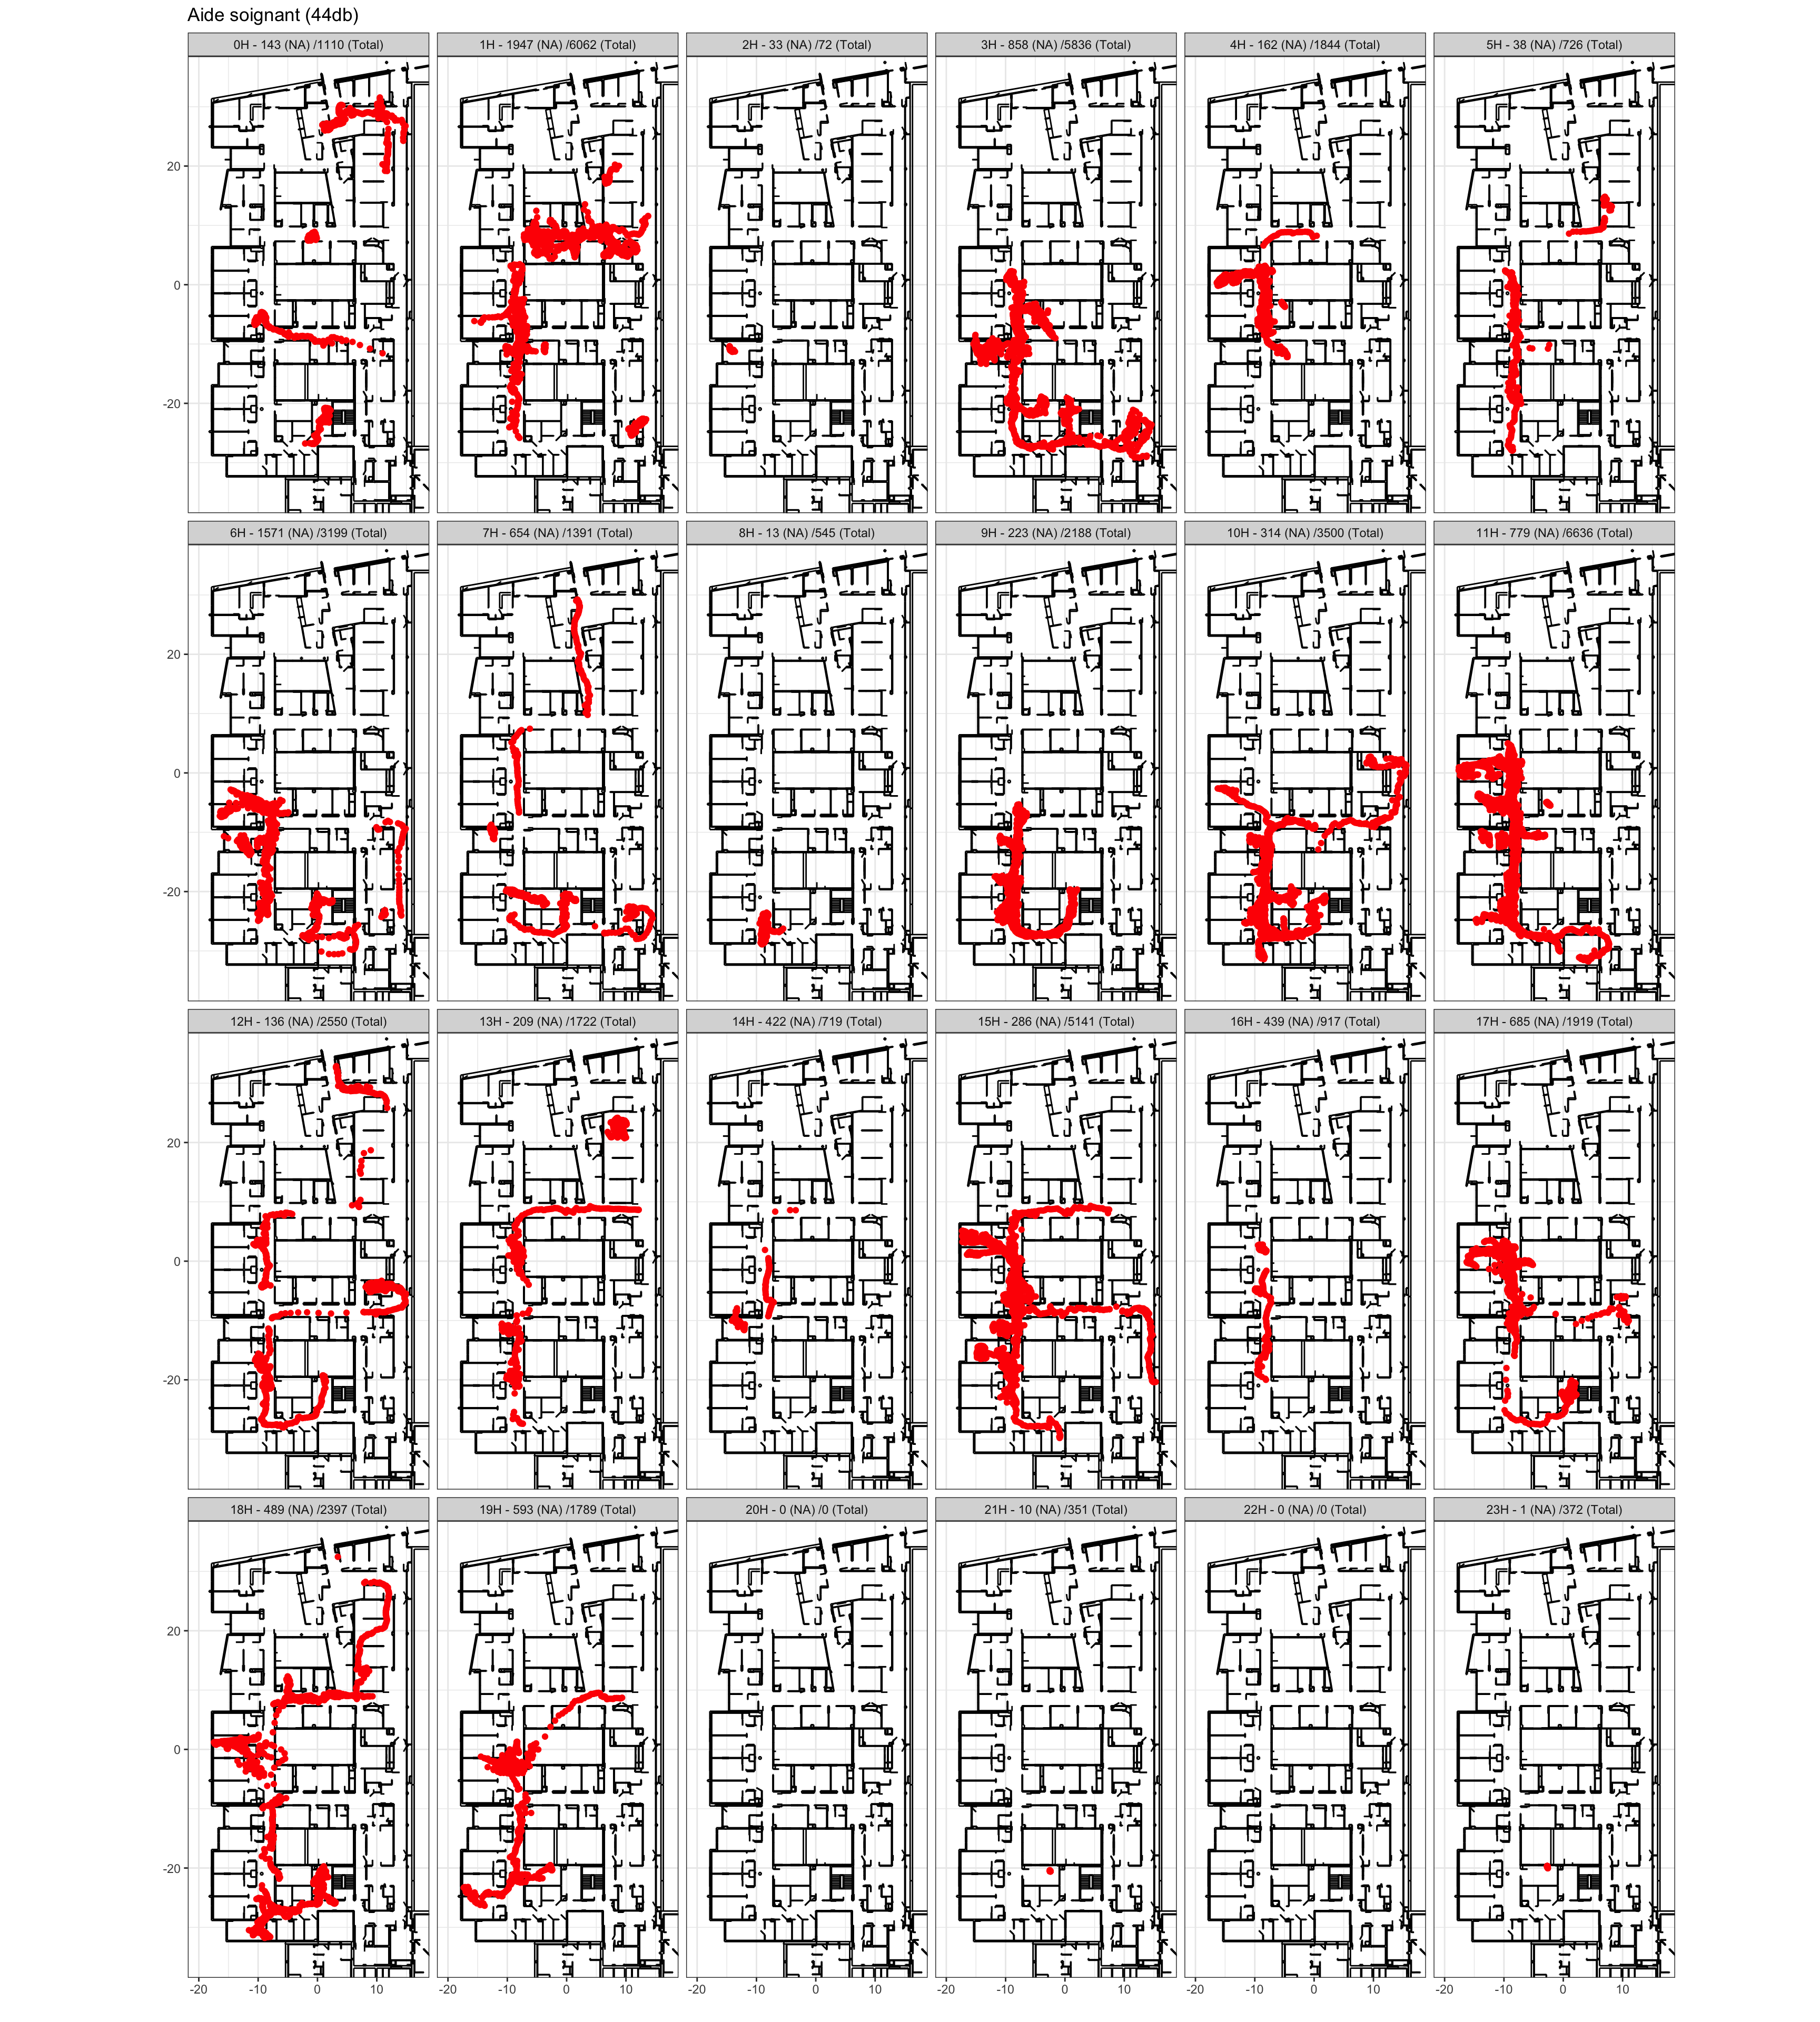 Aide soignant (44db)
0H - 143 (NA) /1110 (Total)
1H - 1947 (NA) /6062 (Total)
2H - 33 (NA) /72 (Total)
3H - 858 (NA) /5836 (Total)
4H - 162 (NA) /1844 (Total)
5H - 38 (NA) /726 (Total)
20
0
-20
6H - 1571 (NA) /3199 (Total)
7H - 654 (NA) /1391 (Total)
8H - 13 (NA) /545 (Total)
9H - 223 (NA) /2188 (Total)
10H - 314 (NA) /3500 (Total)
11H - 779 (NA) /6636 (Total)
20
0
-20
12H - 136 (NA) /2550 (Total)
13H - 209 (NA) /1722 (Total)
14H - 422 (NA) /719 (Total)
15H - 286 (NA) /5141 (Total)
16H - 439 (NA) /917 (Total)
17H - 685 (NA) /1919 (Total)
20
0
-20
18H - 489 (NA) /2397 (Total)
19H - 593 (NA) /1789 (Total)
20H - 0 (NA) /0 (Total)
21H - 10 (NA) /351 (Total)
22H - 0 (NA) /0 (Total)
23H - 1 (NA) /372 (Total)
20
0
-20
-20 -10 0 10
-20 -10 0 10
-20 -10 0 10
-20 -10 0 10
-20 -10 0 10
-20 -10 0 10